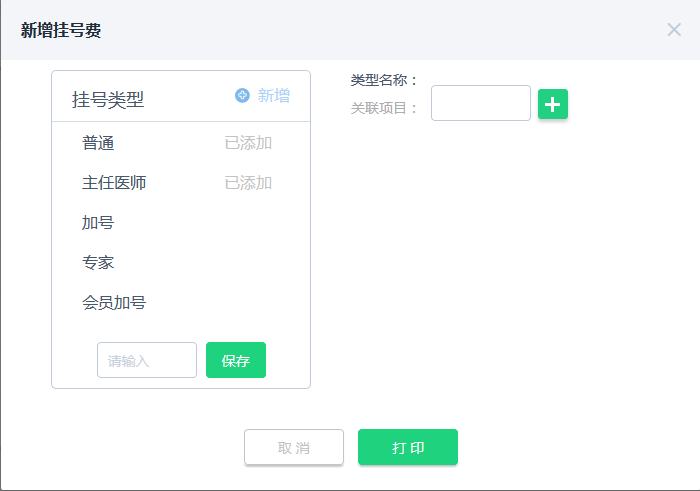 新增挂号费
挂号类型 新增
普通 已添加
主任医师 已添加
加号
专家
会员加号
请输入 保存
类型名称：
关联项目：
取消 打印